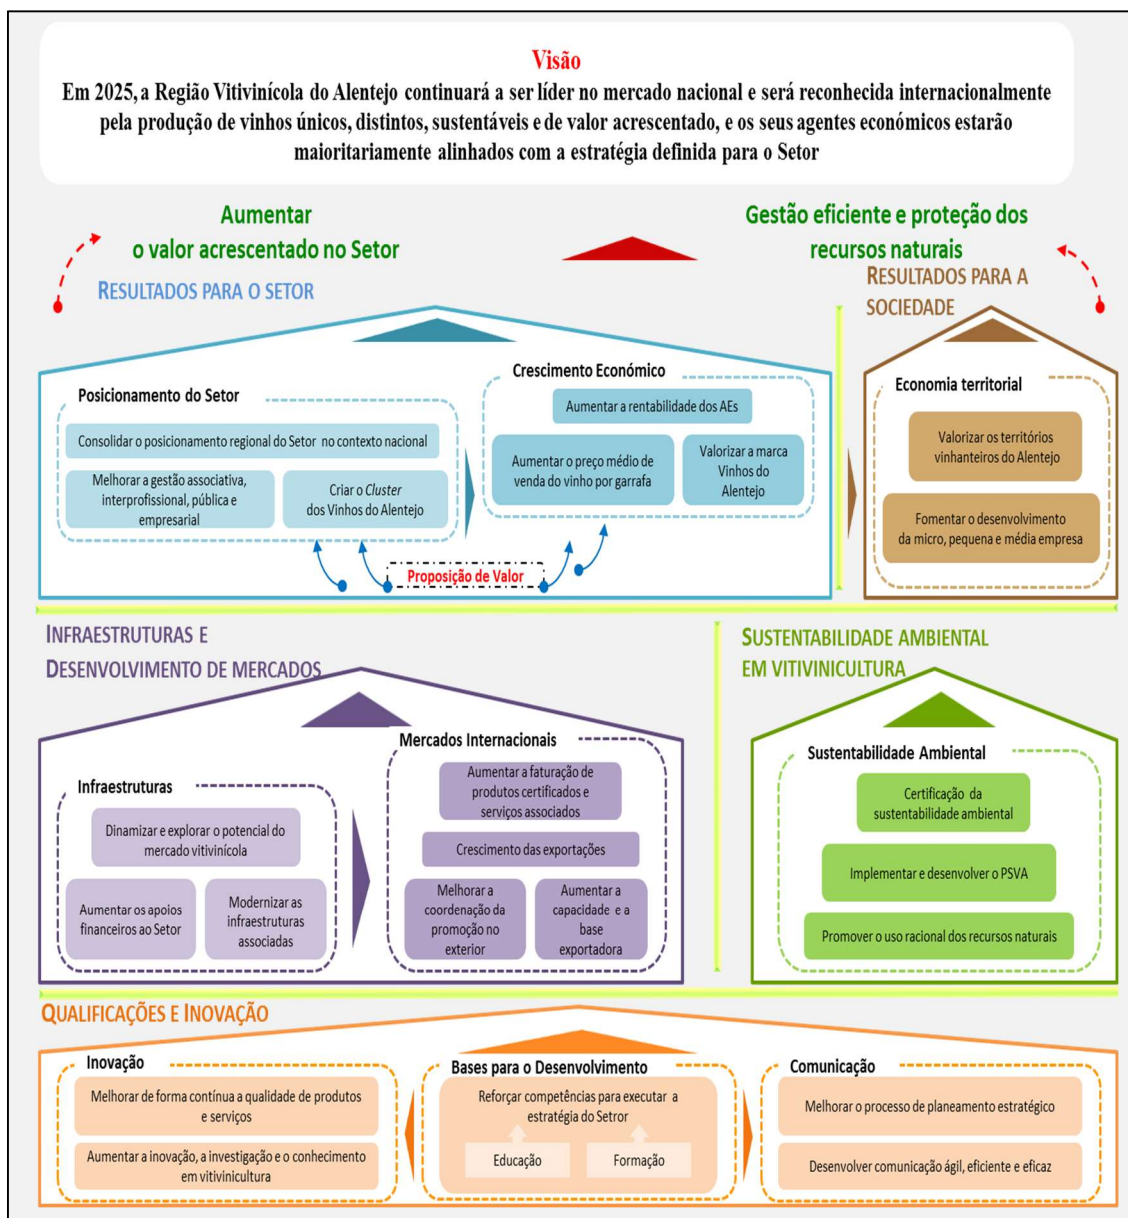 Visão
Em 2025, a Região Vitivinícola do Alentejo continuará a ser líder no mercado nacional e será reconhecida internacionalmente
pela produção de vinhos únicos, distintos, sustentáveis e de valor acrescentado, e os seus agentes económicos estarão
maioritariamente alinhados com a estratégia definida para o Setor
Aumentar
o valor acrescentado no Setor
Gestão eficiente e proteção dos
recursos naturais
RESULTADOS PARA O SETOR
RESULTADOS PARA A
SOCIEDADE
Posicionamento do Setor
Consolidar o posicionamento regional do Setor no contexto nacional
Melhorar a gestão associativa,
interprofissional, pública e
empresarial
Criar o Cluster
dos Vinhos do Alentejo
Crescimento Económico
Aumentar a rentabilidade dos AEs
Aumentar o preço médio de
venda do vinho por garrafa
Valorizar a marca
Vinhos do
Alentejo
Proposição de Valor
Economia territorial
Valorizar os territórios
vinhanteiros do Alentejo
Fomentar o desenvolvimento
da micro, pequena e média empresa
INFRAESTRUTURAS E
DESENVOLVIMENTO DE MERCADOS
SUSTENTABILIDADE AMBIENTAL
EM VITIVINICULTURA
Infraestruturas
Dinamizar e explorar o potencial do
mercado vitivinícola
Aumentar os apoios
financeiros ao Setor
Modernizar as
infraestruturas
associadas
Mercados Internacionais
Aumentar a faturação de
produtos certificados e
serviços associados
Crescimento das exportações
Melhorar a
coordenação da
promoção no
exterior
Aumentar a
capacidade e a
base
exportadora
Sustentabilidade Ambiental
Certificação da
sustentabilidade ambiental
Implementar e desenvolver o PSVA
Promover o uso racional dos recursos naturais
QUALIFICAÇÕES E INOVAÇÃO
Inovação
Melhorar de forma contínua a qualidade de produtos
e serviços
Aumentar a inovação, a investigação e o conhecimento
em vitivinicultura
Bases para o Desenvolvimento
Reforçar competências para executar a
estratégia do Setror
Educação
Formação
Comunicação
Melhorar o processo de planeamento estratégico
Desenvolver comunicação ágil, eficiente e eficaz